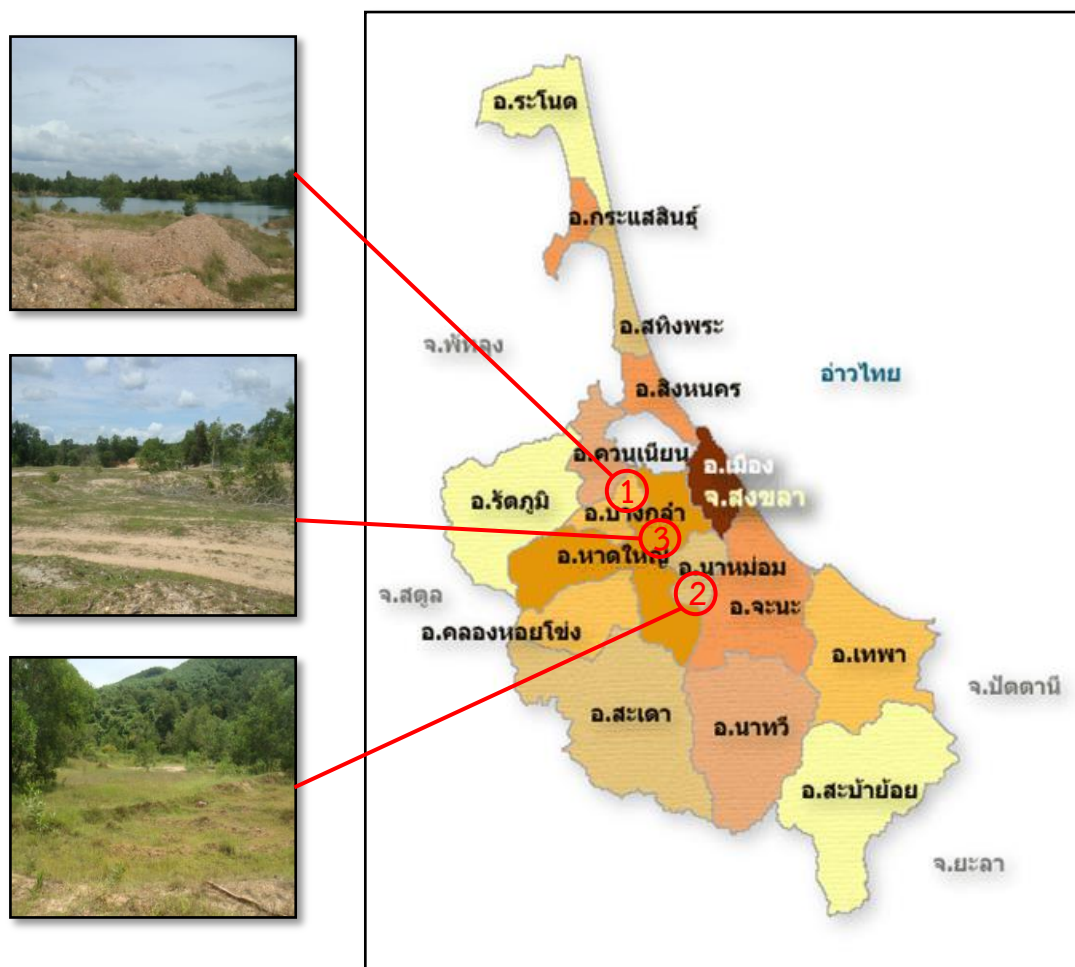 อ.ระโนด
อ.กระแสสินธุ์
อ.สทิงพระ
จ.พัทลุง
อ่าวไทย
อ.สิงหนคร
อ.ควนเนียน
อ.เมือง
จ.สงขลา
1
อ.รัตภูมิ
อ.บางกล่ำ
3
อ.หาดใหญ่
อ.นาหม่อม
2
จ.สตูล
อ.จะนะ
อ.คลองหอยโข่ง
อ.เทพา
จ.ปัตตานี
อ.สะเดา
อ.นาทวี
อ.สะบ้าย้อย
จ.ยะลา